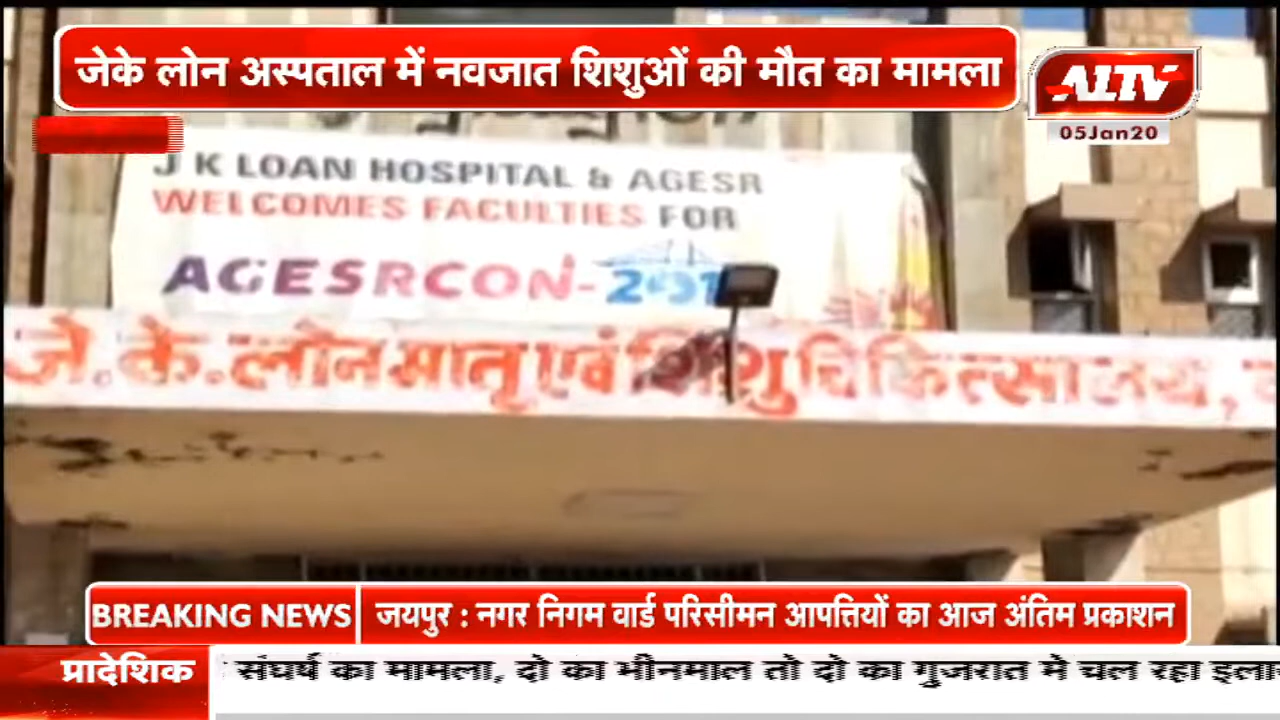 जेके लोन अस्पताल में नवजात शिशुओं की मौत का मामला
ALTV
05Jan20
J K LOAN HOSPITAL & AGESR
WELCOMES FACULTIES FOR
AGESRCON-201
जे.के.लोन मातृ एवं शिशु चिकित्सालय,
BREAKING NEWS
जयपुर : नगर निगम वार्ड परिसीमन आपत्तियों का आज अंतिम प्रकाशन
प्रादेशिक
संघर्ष का मामला, दो का भीनमाल तो दो का गुजरात मे चल रहा